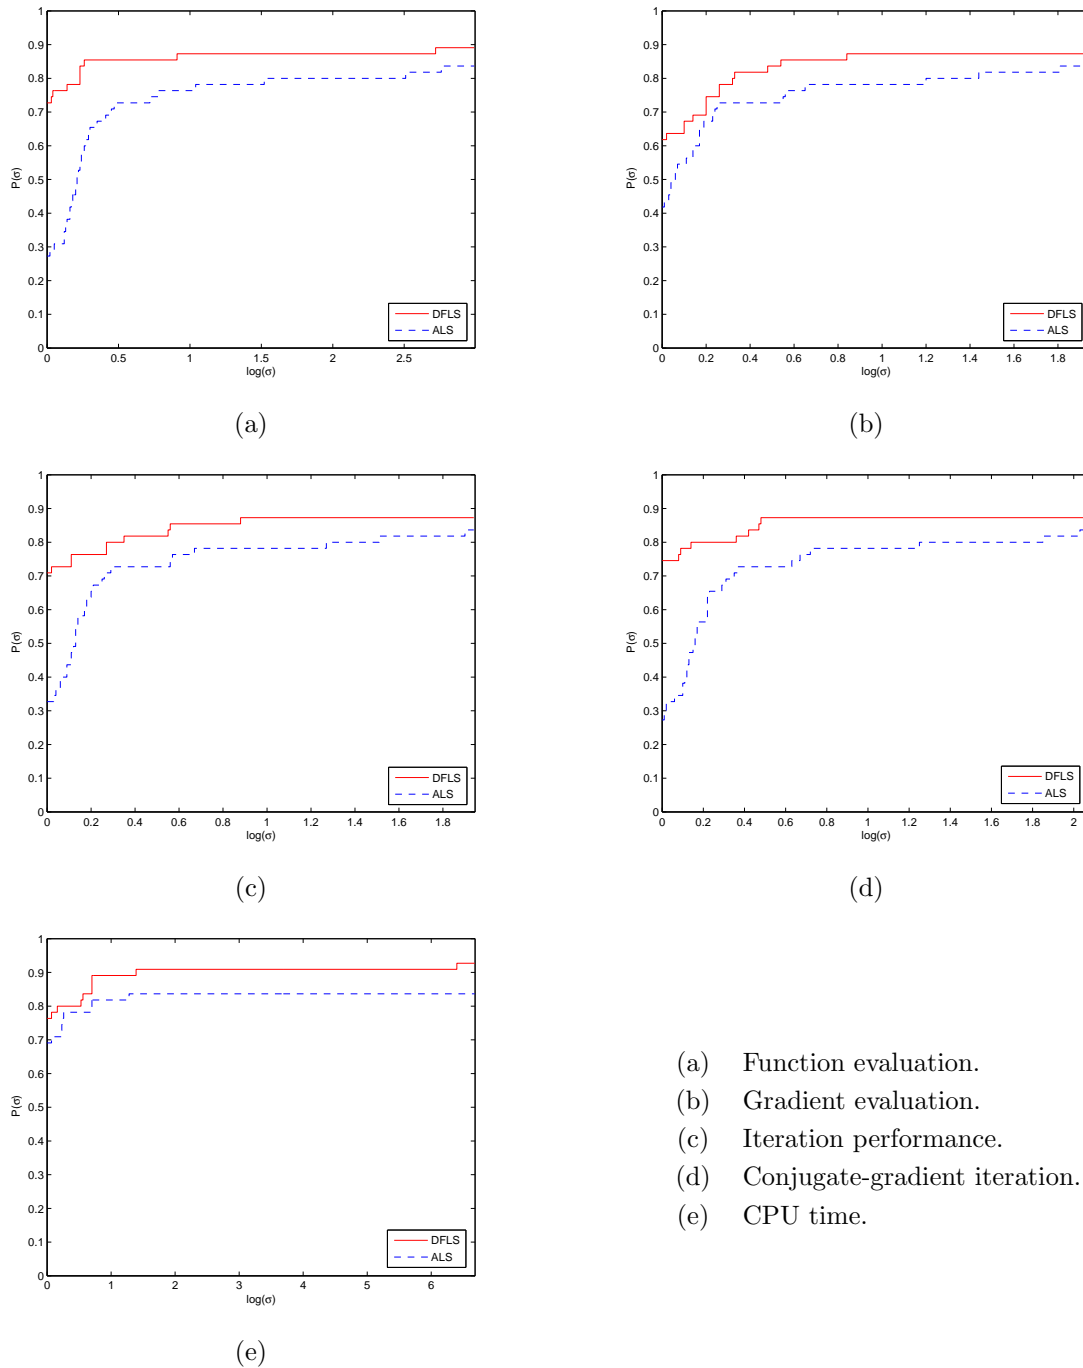 1
0.9
0.8
0.7
0.6
0.5
0.4
0.3
0.2
0.1
0
P(σ)
0 0.5 1 1.5 2 2.5
log(σ)
DFLS
ALS
(a)
1
0.9
0.8
0.7
0.6
0.5
0.4
0.3
0.2
0.1
0
P(σ)
0 0.2 0.4 0.6 0.8 1 1.2 1.4 1.6 1.8
log(σ)
DFLS
ALS
(b)
1
0.9
0.8
0.7
0.6
0.5
0.4
0.3
0.2
0.1
0
P(σ)
0 0.2 0.4 0.6 0.8 1 1.2 1.4 1.6 1.8
log(σ)
DFLS
ALS
(c)
1
0.9
0.8
0.7
0.6
0.5
0.4
0.3
0.2
0.1
0
P(σ)
0 0.2 0.4 0.6 0.8 1 1.2 1.4 1.6 1.8 2
log(σ)
DFLS
ALS
(d)
1
0.9
0.8
0.7
0.6
0.5
0.4
0.3
0.2
0.1
0
P(σ)
0 1 2 3 4 5 6
log(σ)
DFLS
ALS
(e)
(a) Function evaluation.
(b) Gradient evaluation.
(c) Iteration performance.
(d) Conjugate-gradient iteration.
(e) CPU time.